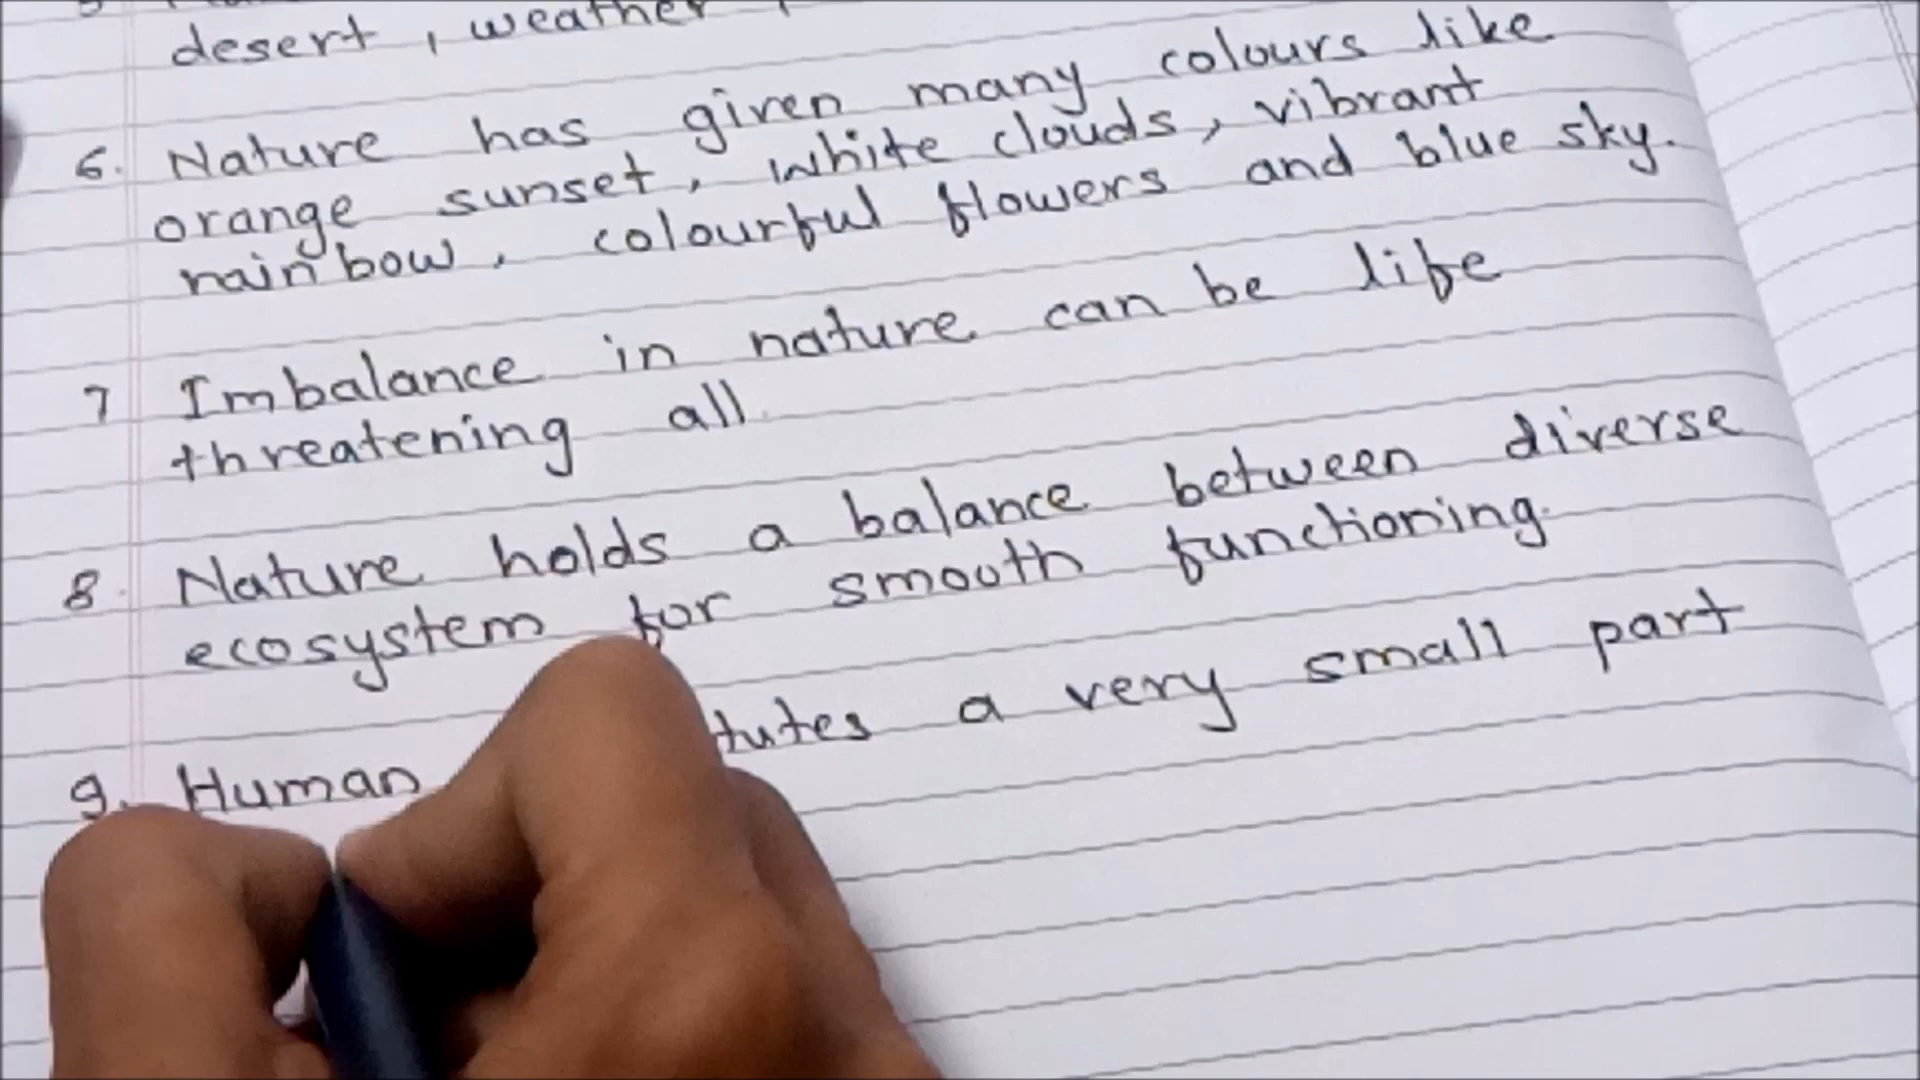 desert, weather
6. Nature has given many colours like
orange sunset, white clouds, vibrant
rainbow, colourful flowers and blue sky.
7 Imbalance in nature can be life
threatening all.
8. Nature holds a balance between diverse
ecosystem for smooth functioning.
9. Human tutes a very small part